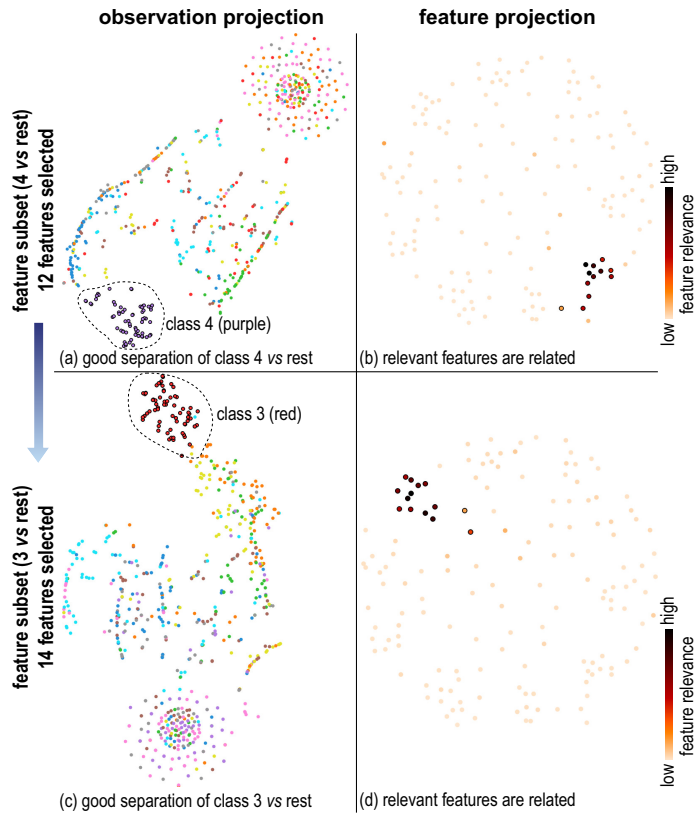 observation projection
feature projection
feature subset (4 vs rest)
12 features selected
class 4 (purple)
(a) good separation of class 4 vs rest
high
feature relevance
low
(b) relevant features are related
class 3 (red)
feature subset (3 vs rest)
14 features selected
(c) good separation of class 3 vs rest
high
feature relevance
low
(d) relevant features are related